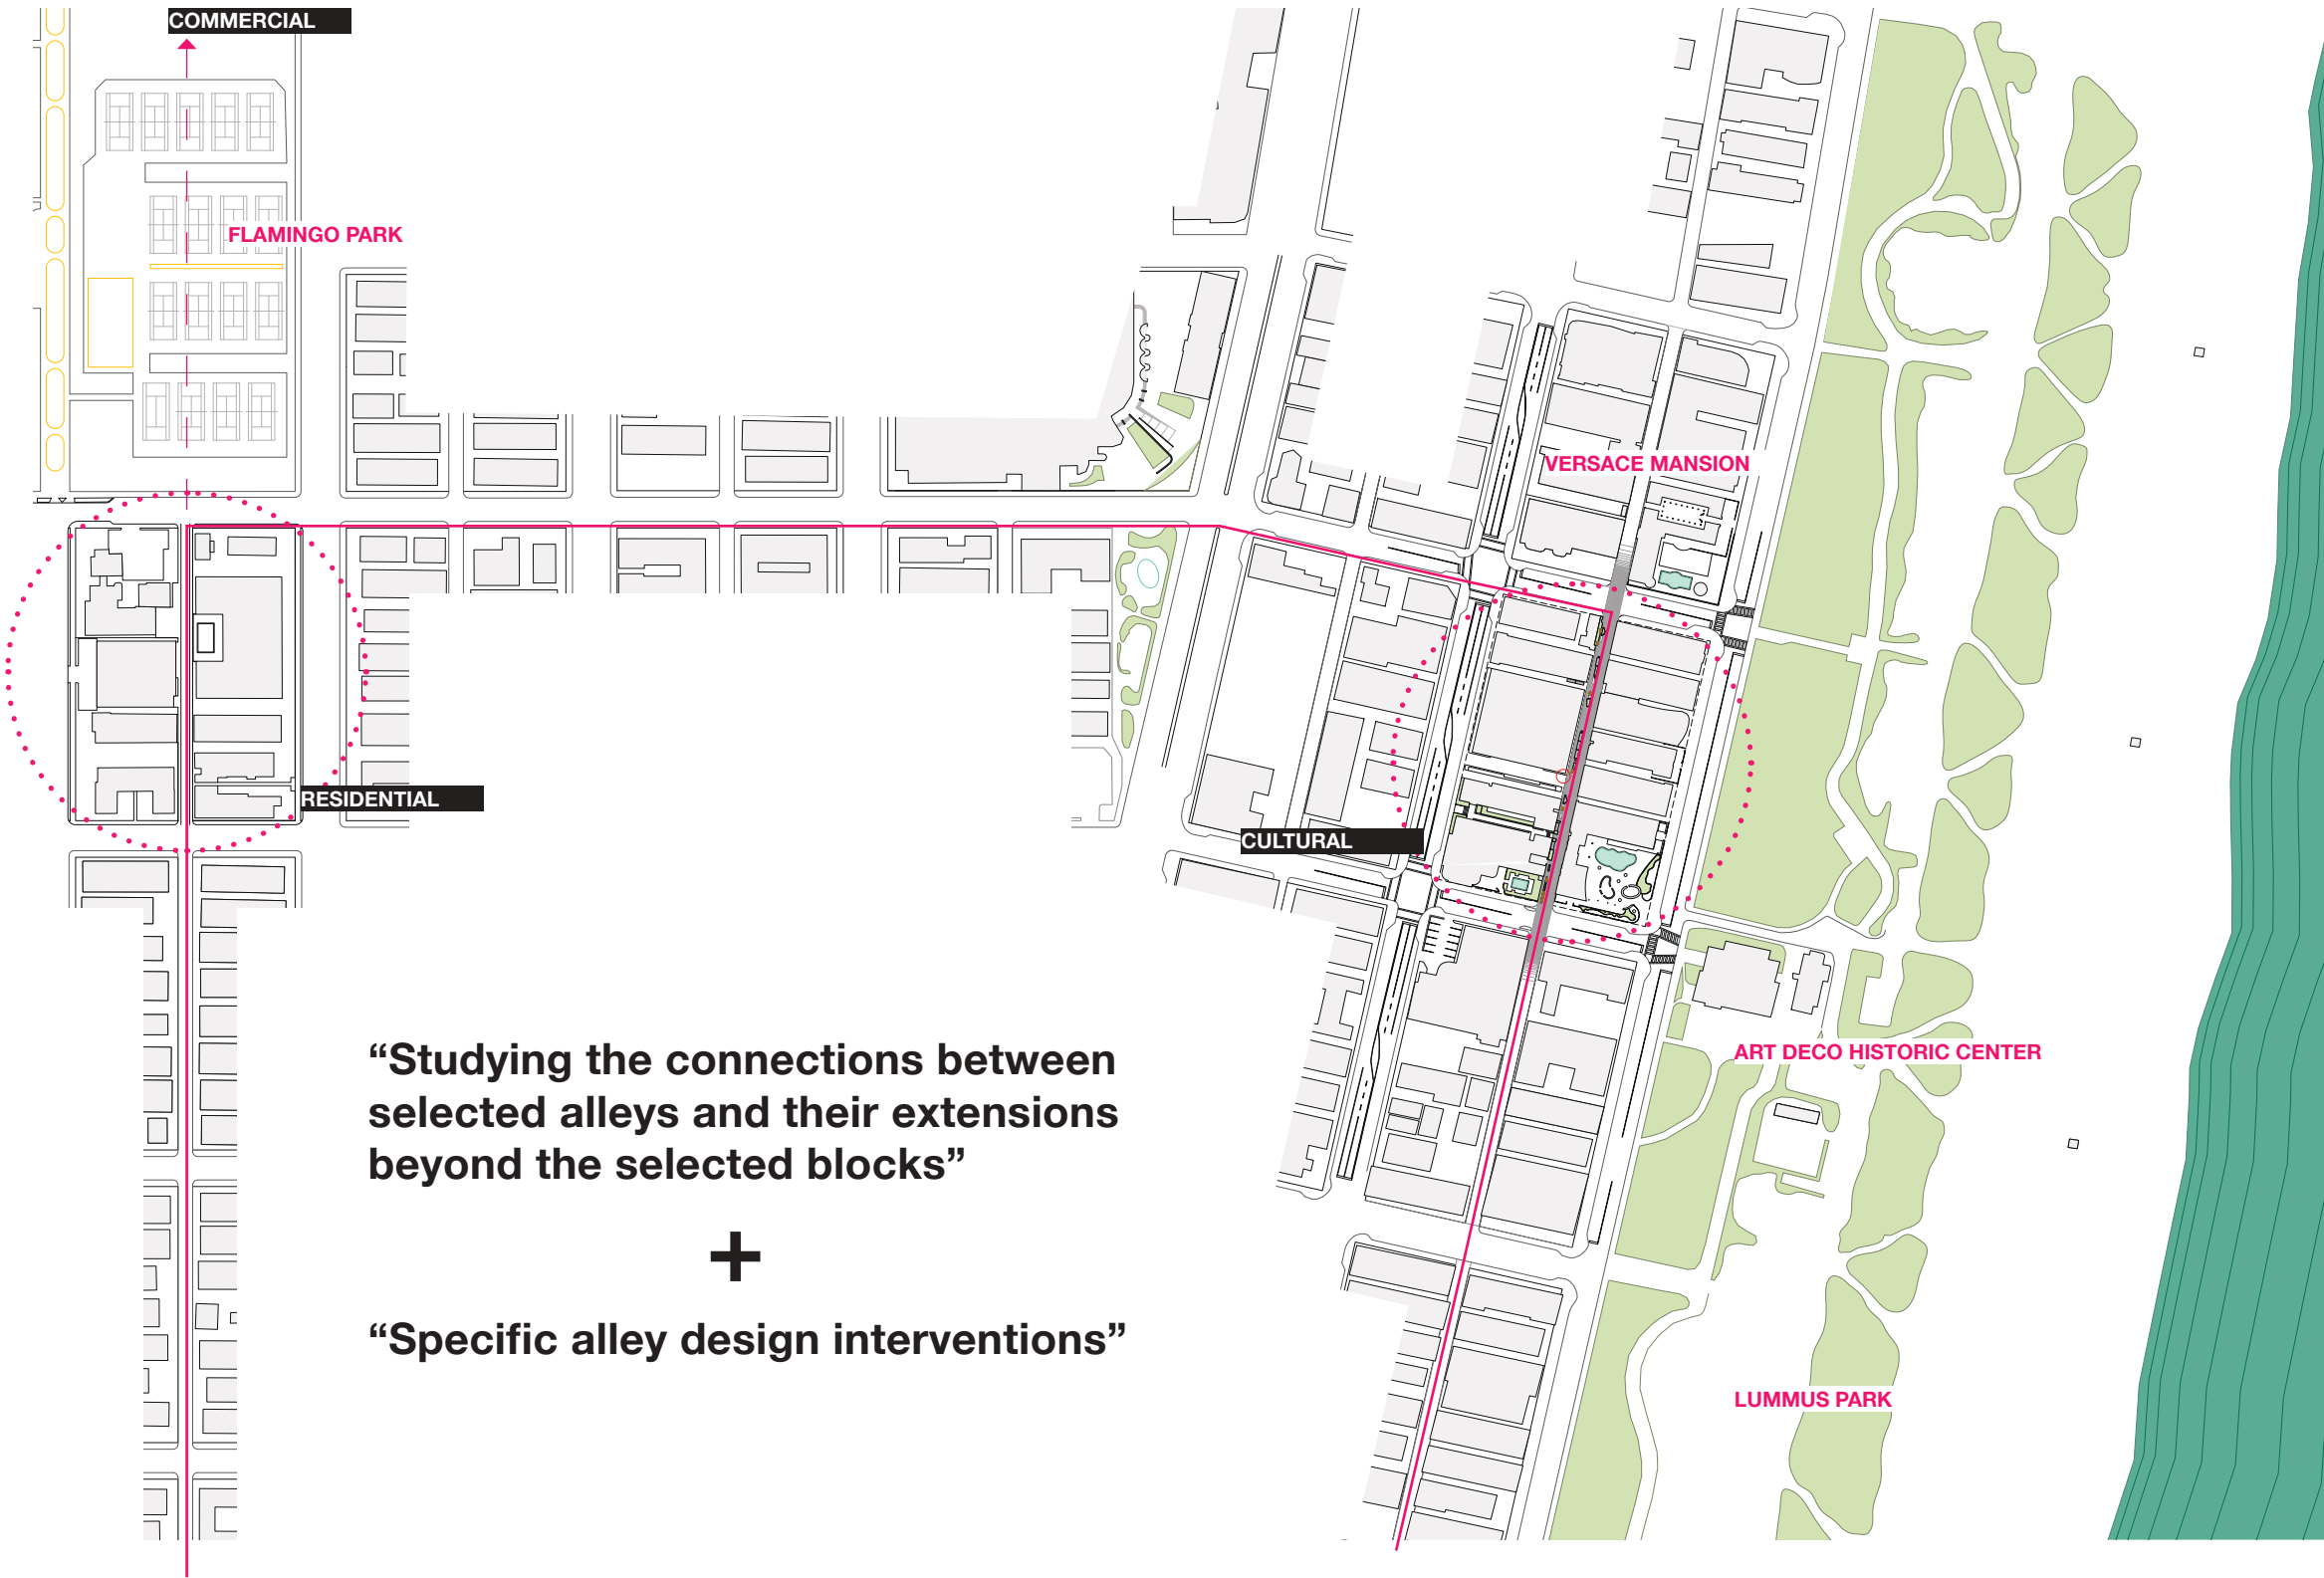 COMMERCIAL
FLAMINGO PARK
VERSACE MANSION
RESIDENTIAL
CULTURAL
“Studying the connections between
selected alleys and their extensions
beyond the selected blocks”
+
“Specific alley design interventions”
ART DECO HISTORIC CENTER
LUMMUS PARK